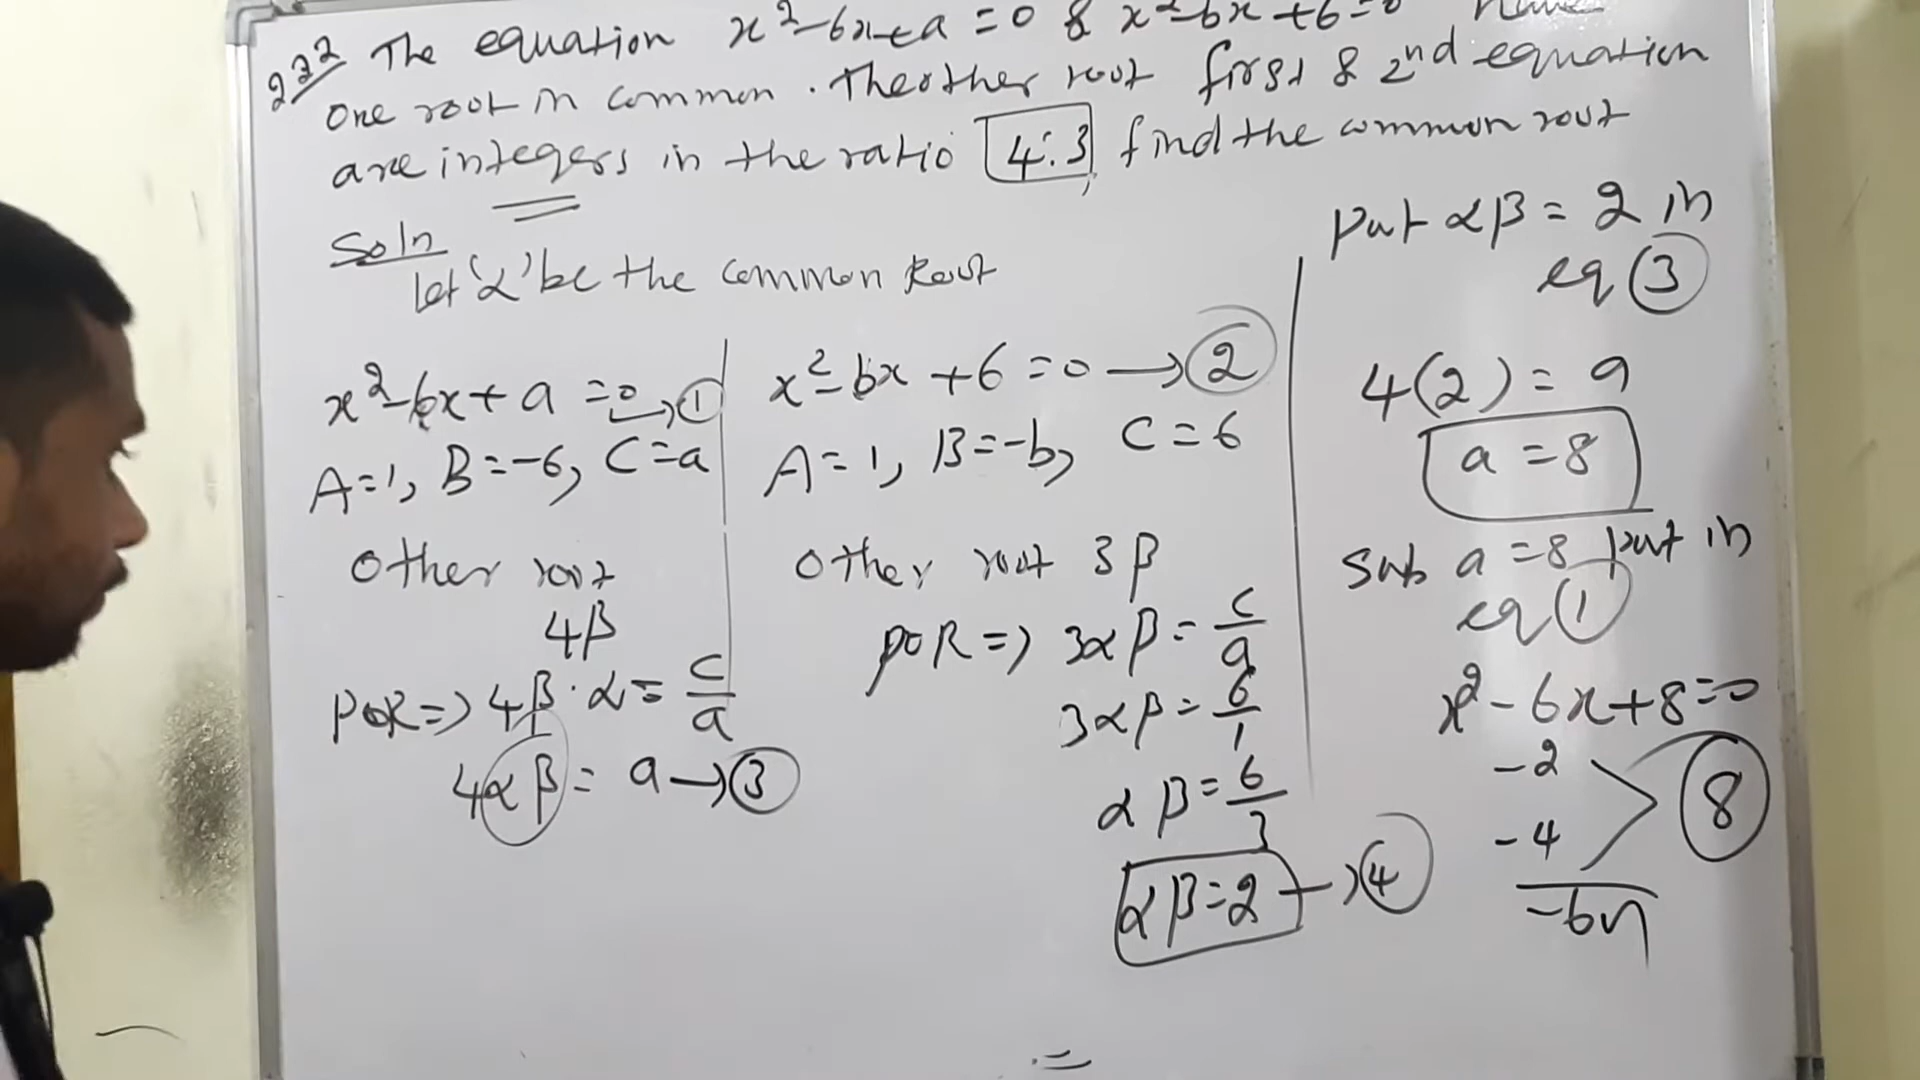 222 The equation x²-6x+a=0 & x²-bx+6=0 have
one root in common. The other root first & 2nd equation
are integers in the ratio 4:3, find the common root
Soln
let 'α' be the common Root
x²-6x+a=0→①
A=1, B=-6, C=a
Other root
4β
POR=> 4β·α= c/a
4αβ= a→③
x²-bx+6=0→②
A=1, B=-b, C=6
Other root 3β
POR=> 3αβ= c/a
3αβ= 6/1
αβ= 6/3
αβ=2→④
put αβ=2 in
eq ③
4(2)=a
a=8
Sub a=8 put in
eq ①
x²-6x+8=0
-2
8
-4
-6x